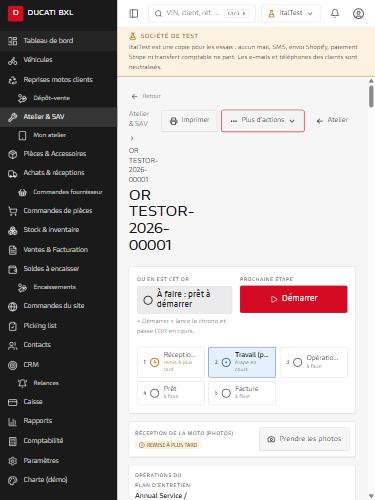 D DUCATI BXL
Tableau de bord
Véhicules
Reprises motos clients
Dépôt-vente
Atelier & SAV
Mon atelier
Pièces & Accessoires
Achats & réceptions
Commandes fournisseur
Commandes de pièces
Stock & inventaire
Ventes & Facturation
Soldes à encaisser
Encaissements
Commandes du site
Picking list
Contacts
CRM
Relances
Caisse
Rapports
Comptabilité
Paramètres
Charte (démo)
VIN, client, réf. ... Ctrl K
ItalTest
SOCIÉTÉ DE TEST
ItalTest est une copie pour les essais : aucun mail, SMS, envoi Shopify, paiement
Stripe ni transfert comptable ne part. Les e-mails et téléphones des clients sont
neutralisés.
Retour
Atelier
& SAV
›
OR
TESTOR-
2026-
00001
Imprimer
Plus d'actions
Atelier
OR
TESTOR-
2026-
00001
OÙ EN EST CET OR
À faire : prêt à
démarrer
« Démarrer » lance le chrono et
passe l'OR en cours.
PROCHAINE ÉTAPE
Démarrer
1 Réceptio...
remis à plus
tard
2 Travail (p...
étape en
cours
3 Opératio...
à faire
4 Prêt
à faire
5 Facture
à faire
RÉCEPTION DE LA MOTO (PHOTOS)
REMISE À PLUS TARD
Prendre les photos
OPÉRATIONS DU
PLAN D'ENTRETIEN
Annual Service /